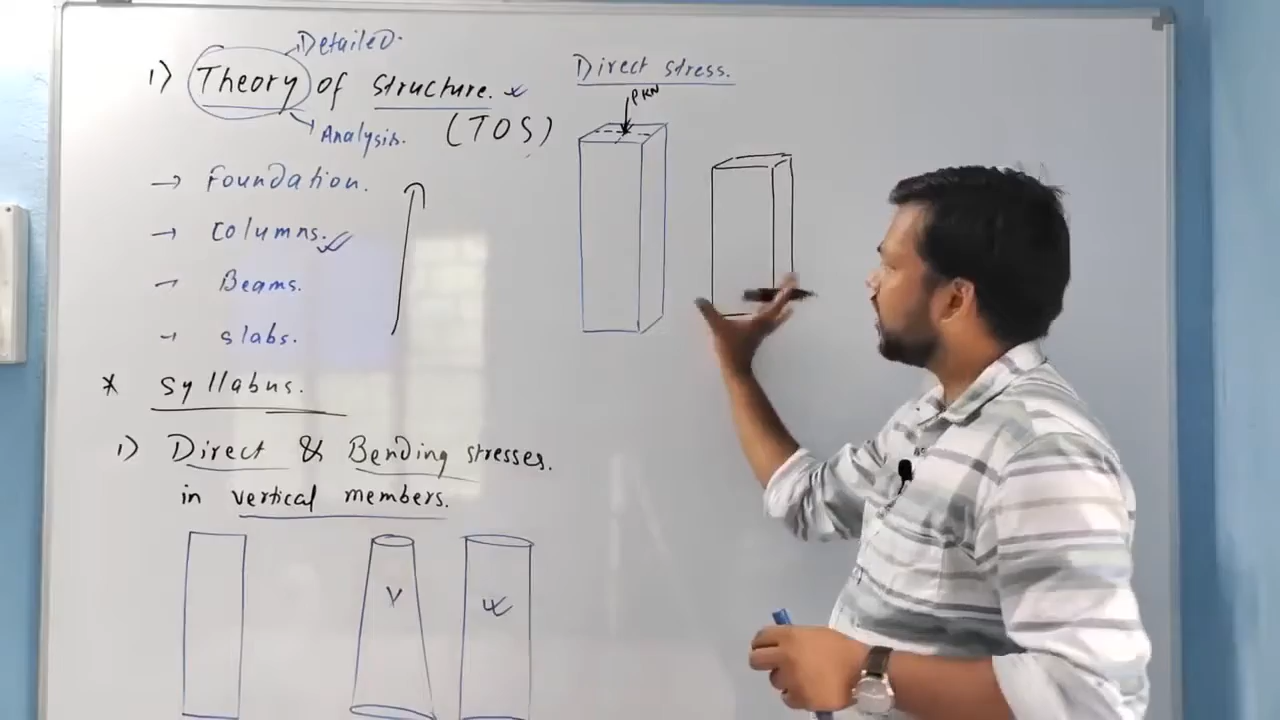 Detailed.
1) Theory of structure.
Analysis. (TOS)
→ Foundation.
→ Columns.
→ Beams.
→ slabs.
* Syllabus.
1) Direct & Bending stresses.
in vertical members.
Direct stress.
PKN